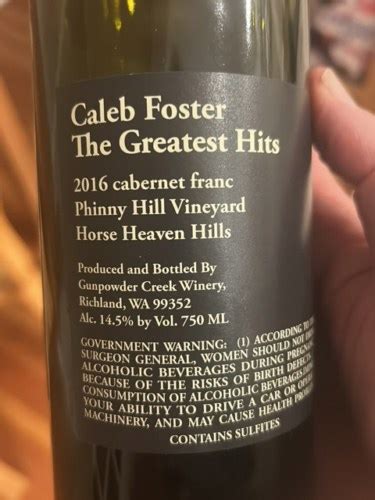 Caleb Foster
The Greatest Hits
2016 cabernet franc
Phinny Hill Vineyard
Horse Heaven Hills
Produced and Bottled By
Gunpowder Creek Winery,
Richland, WA 99352
Alc. 14.5% by Vol. 750 ML
GOVERNMENT WARNING: (1) ACCORDING TO
SURGEON GENERAL, WOMEN SHOULD NOT
ALCOHOLIC BEVERAGES DURING
BECAUSE OF THE RISKS OF BIRTH DEFECTS.
CONSUMPTION OF ALCOHOLIC BEVERAGES
YOUR ABILITY TO DRIVE A CAR OR
MACHINERY, AND MAY CAUSE HEALTH
CONTAINS SULFITES